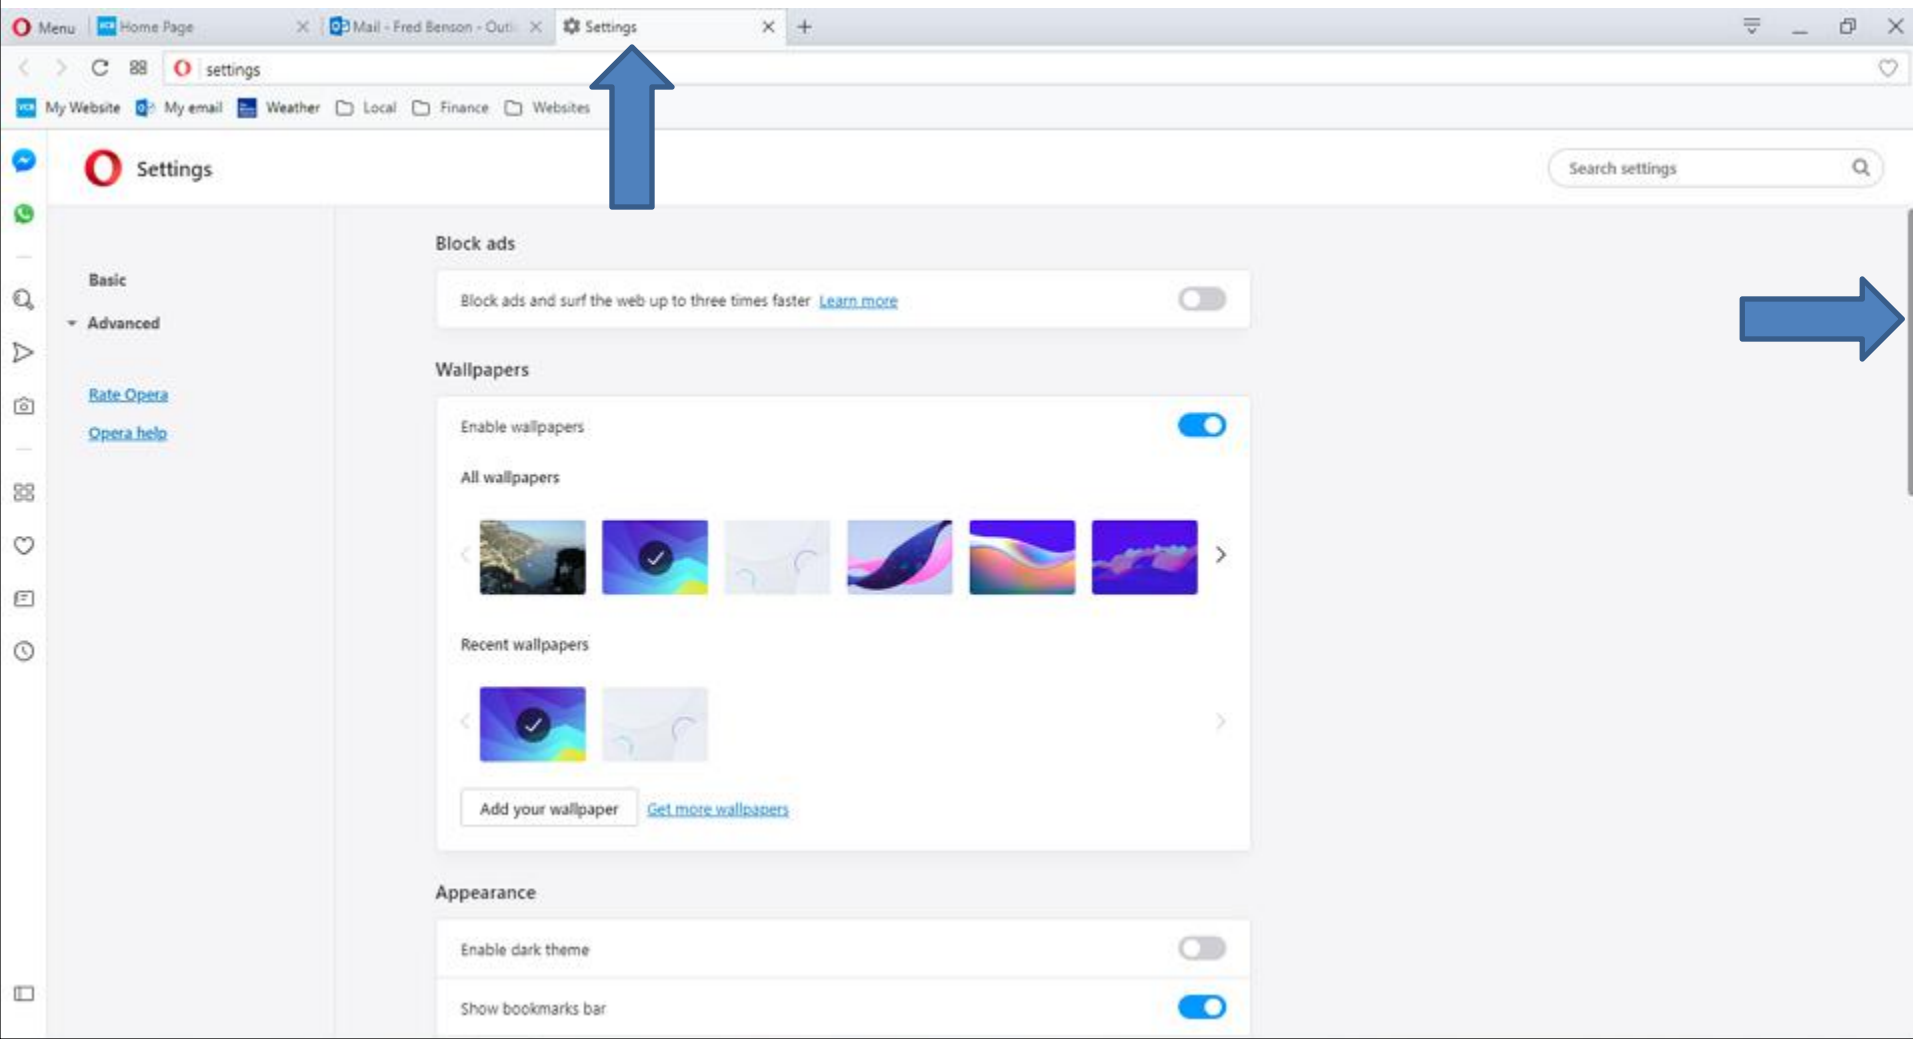 Menu
VCB Home Page
Mail - Fred Benson - Outl
Settings
settings
VCB My Website
My email
Weather
Local
Finance
Websites
Settings
Search settings
Basic
Advanced
Rate Opera
Opera help
Block ads
Block ads and surf the web up to three times faster Learn more
Wallpapers
Enable wallpapers
All wallpapers
Recent wallpapers
Add your wallpaper Get more wallpapers
Appearance
Enable dark theme
Show bookmarks bar